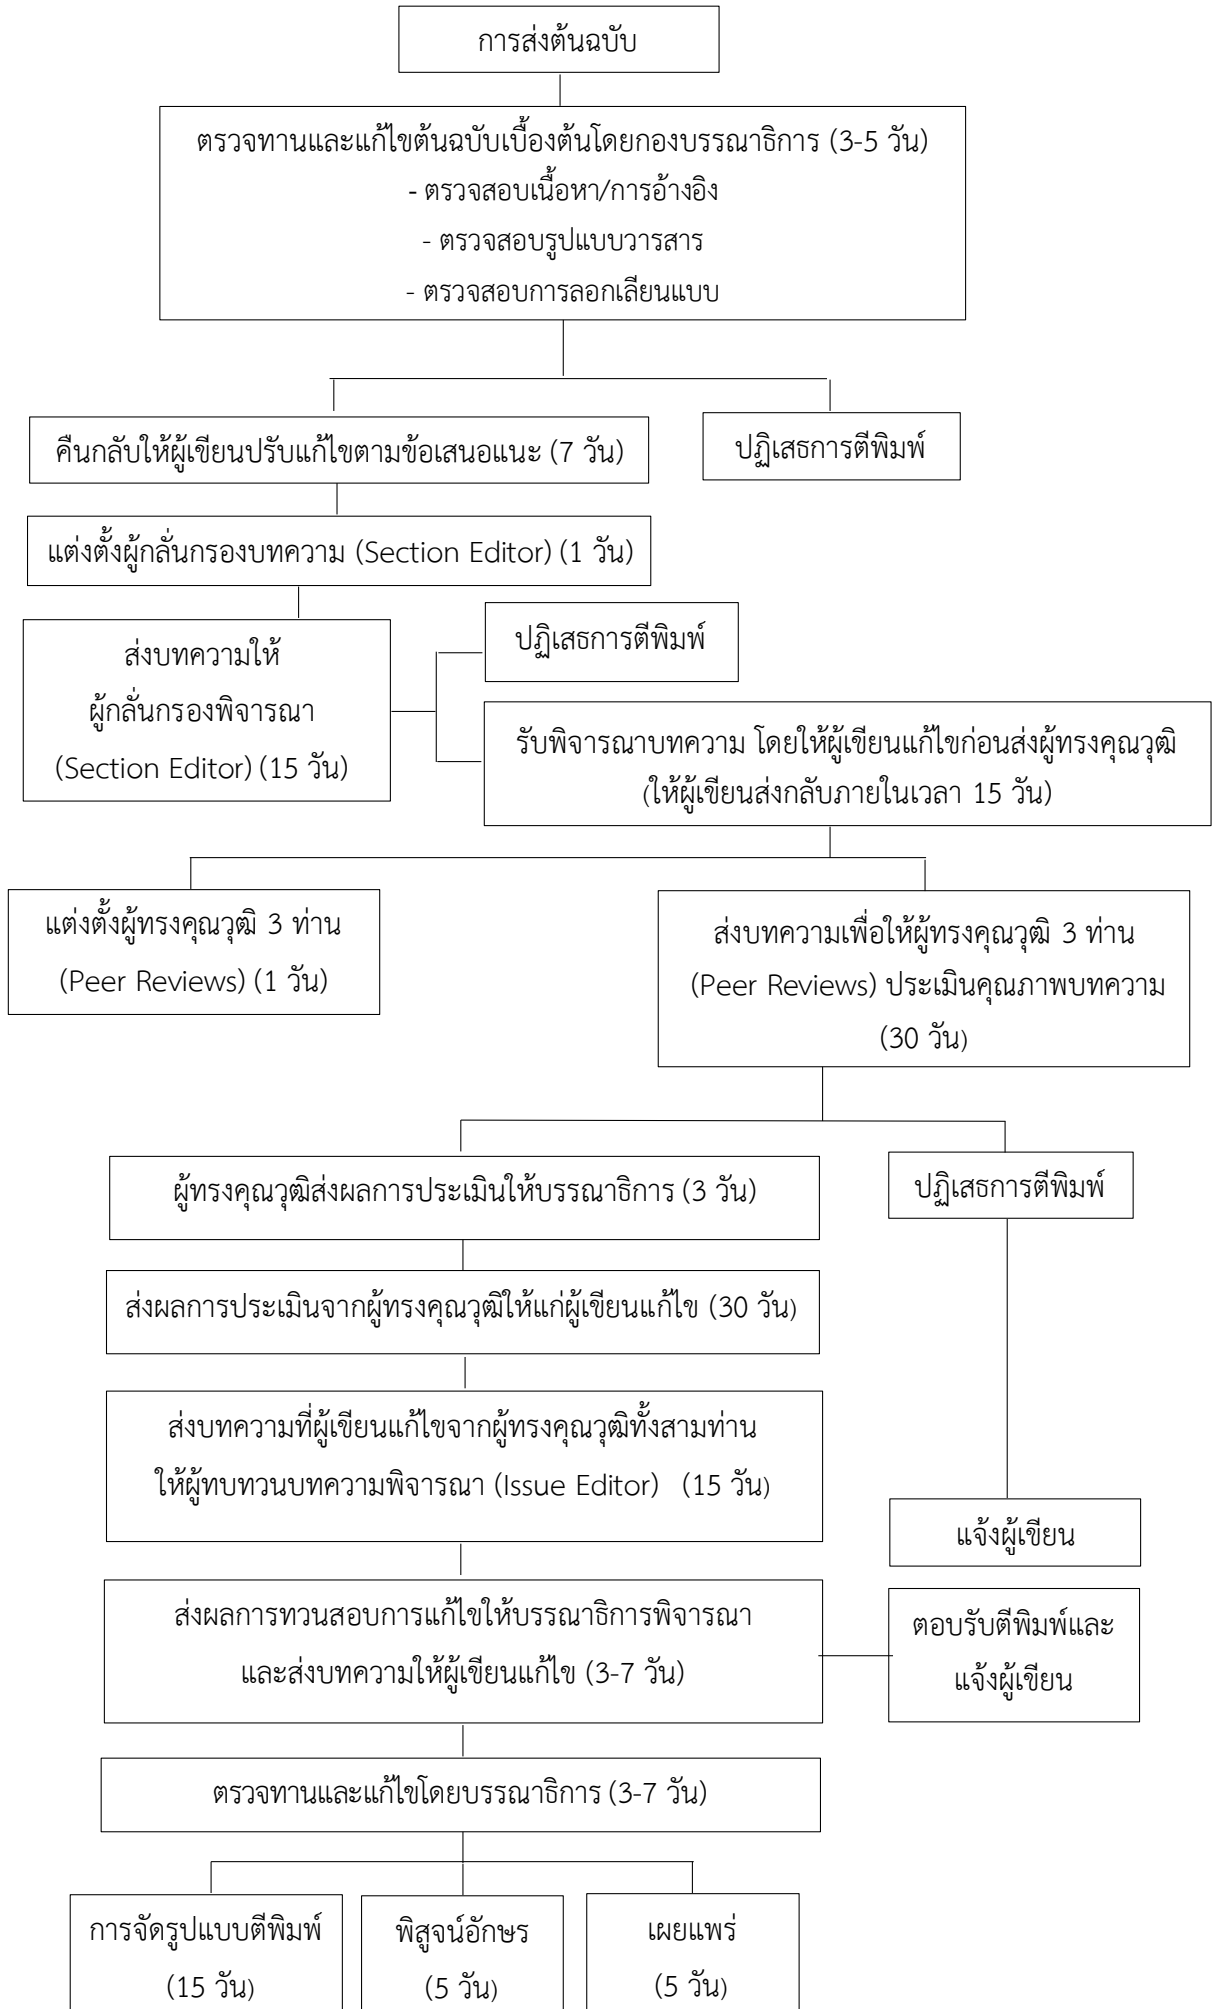 การส่งต้นฉบับ
ตรวจทานและแก้ไขต้นฉบับเบื้องต้นโดยกองบรรณาธิการ (3-5 วัน)
- ตรวจสอบเนื้อหา/การอ้างอิง
- ตรวจสอบรูปแบบวารสาร
- ตรวจสอบการลอกเลียนแบบ
คืนกลับให้ผู้เขียนปรับแก้ไขตามข้อเสนอแนะ (7 วัน)
ปฏิเสธการตีพิมพ์
แต่งตั้งผู้กลั่นกรองบทความ (Section Editor) (1 วัน)
ส่งบทความให้
ผู้กลั่นกรองพิจารณา
(Section Editor) (15 วัน)
ปฏิเสธการตีพิมพ์
รับพิจารณาบทความ โดยให้ผู้เขียนแก้ไขก่อนส่งผู้ทรงคุณวุฒิ
(ให้ผู้เขียนส่งกลับภายในเวลา 15 วัน)
แต่งตั้งผู้ทรงคุณวุฒิ 3 ท่าน
(Peer Reviews) (1 วัน)
ส่งบทความเพื่อให้ผู้ทรงคุณวุฒิ 3 ท่าน
(Peer Reviews) ประเมินคุณภาพบทความ
(30 วัน)
ผู้ทรงคุณวุฒิส่งผลการประเมินให้บรรณาธิการ (3 วัน)
ปฏิเสธการตีพิมพ์
ส่งผลการประเมินจากผู้ทรงคุณวุฒิให้แก่ผู้เขียนแก้ไข (30 วัน)
ส่งบทความที่ผู้เขียนแก้ไขจากผู้ทรงคุณวุฒิทั้งสามท่าน
ให้ผู้ทบทวนบทความพิจารณา (Issue Editor) (15 วัน)
แจ้งผู้เขียน
ส่งผลการทวนสอบการแก้ไขให้บรรณาธิการพิจารณา
และส่งบทความให้ผู้เขียนแก้ไข (3-7 วัน)
ตอบรับตีพิมพ์และ
แจ้งผู้เขียน
ตรวจทานและแก้ไขโดยบรรณาธิการ (3-7 วัน)
การจัดรูปแบบตีพิมพ์
(15 วัน)
พิสูจน์อักษร
(5 วัน)
เผยแพร่
(5 วัน)